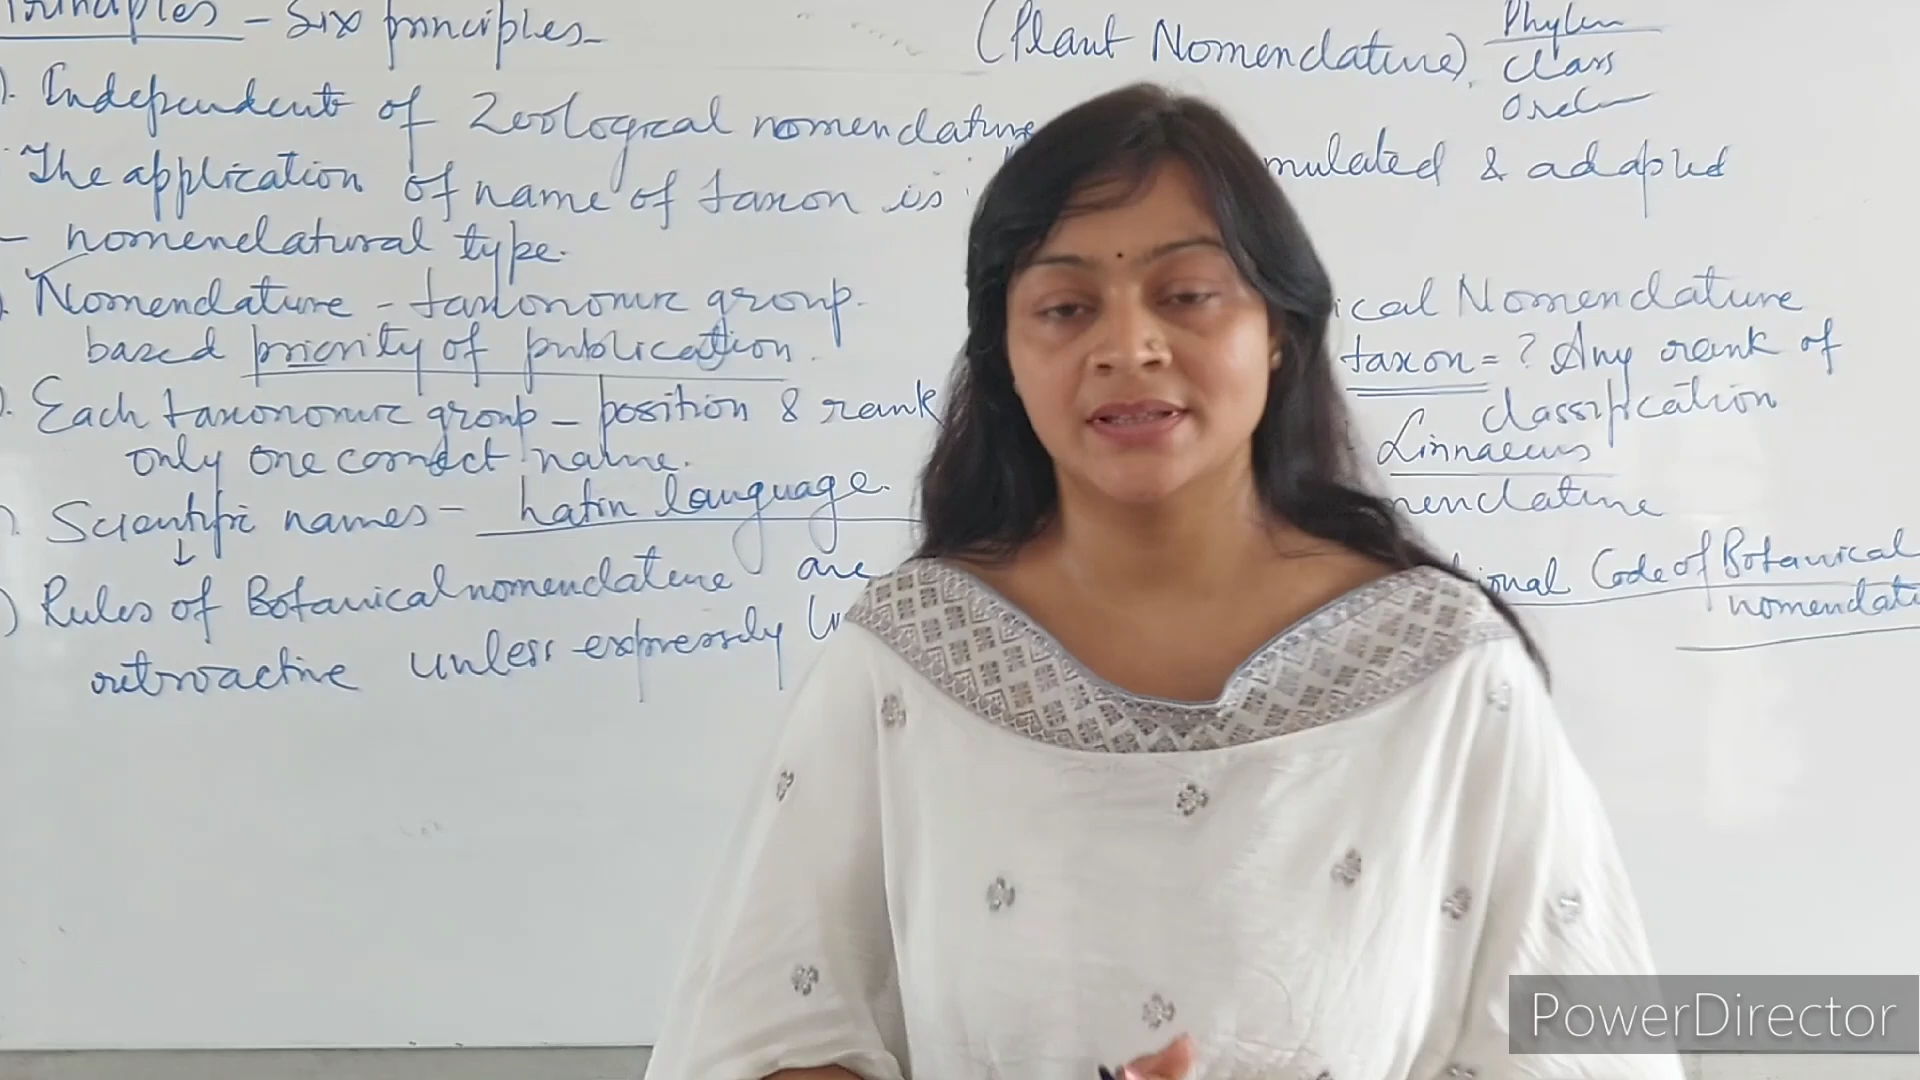 Principles - Six principles-
). Independent of Zoological nomenclature
The application of name of taxon is
- nomenclatural type.
). Nomenclature - taxonomic group.
based priority of publication.
). Each taxonomic group - position & rank
only one correct name.
). Scientific names - Latin language.
↓
) Rules of Botanical nomenclature are
retroactive unless expressly
(Plant Nomenclature).
Phylum
Class
Order
mulated & adapted
ical Nomenclature
taxon = ? Any rank of
classification
Linnaeus
nenclature
ional Code of Botanical
nomenclatu
PowerDirector